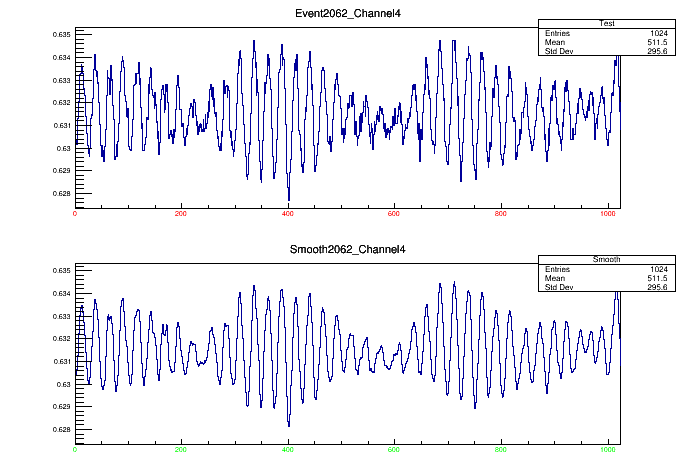 Event2062_Channel4
Test
Entries 1024
Mean 511.5
Std Dev 295.6
0.635
0.634
0.633
0.632
0.631
0.63
0.629
0.628
0 200 400 600 800 1000
Smooth2062_Channel4
Smooth
Entries 1024
Mean 511.5
Std Dev 295.6
0.635
0.634
0.633
0.632
0.631
0.63
0.629
0.628
0 200 400 600 800 1000